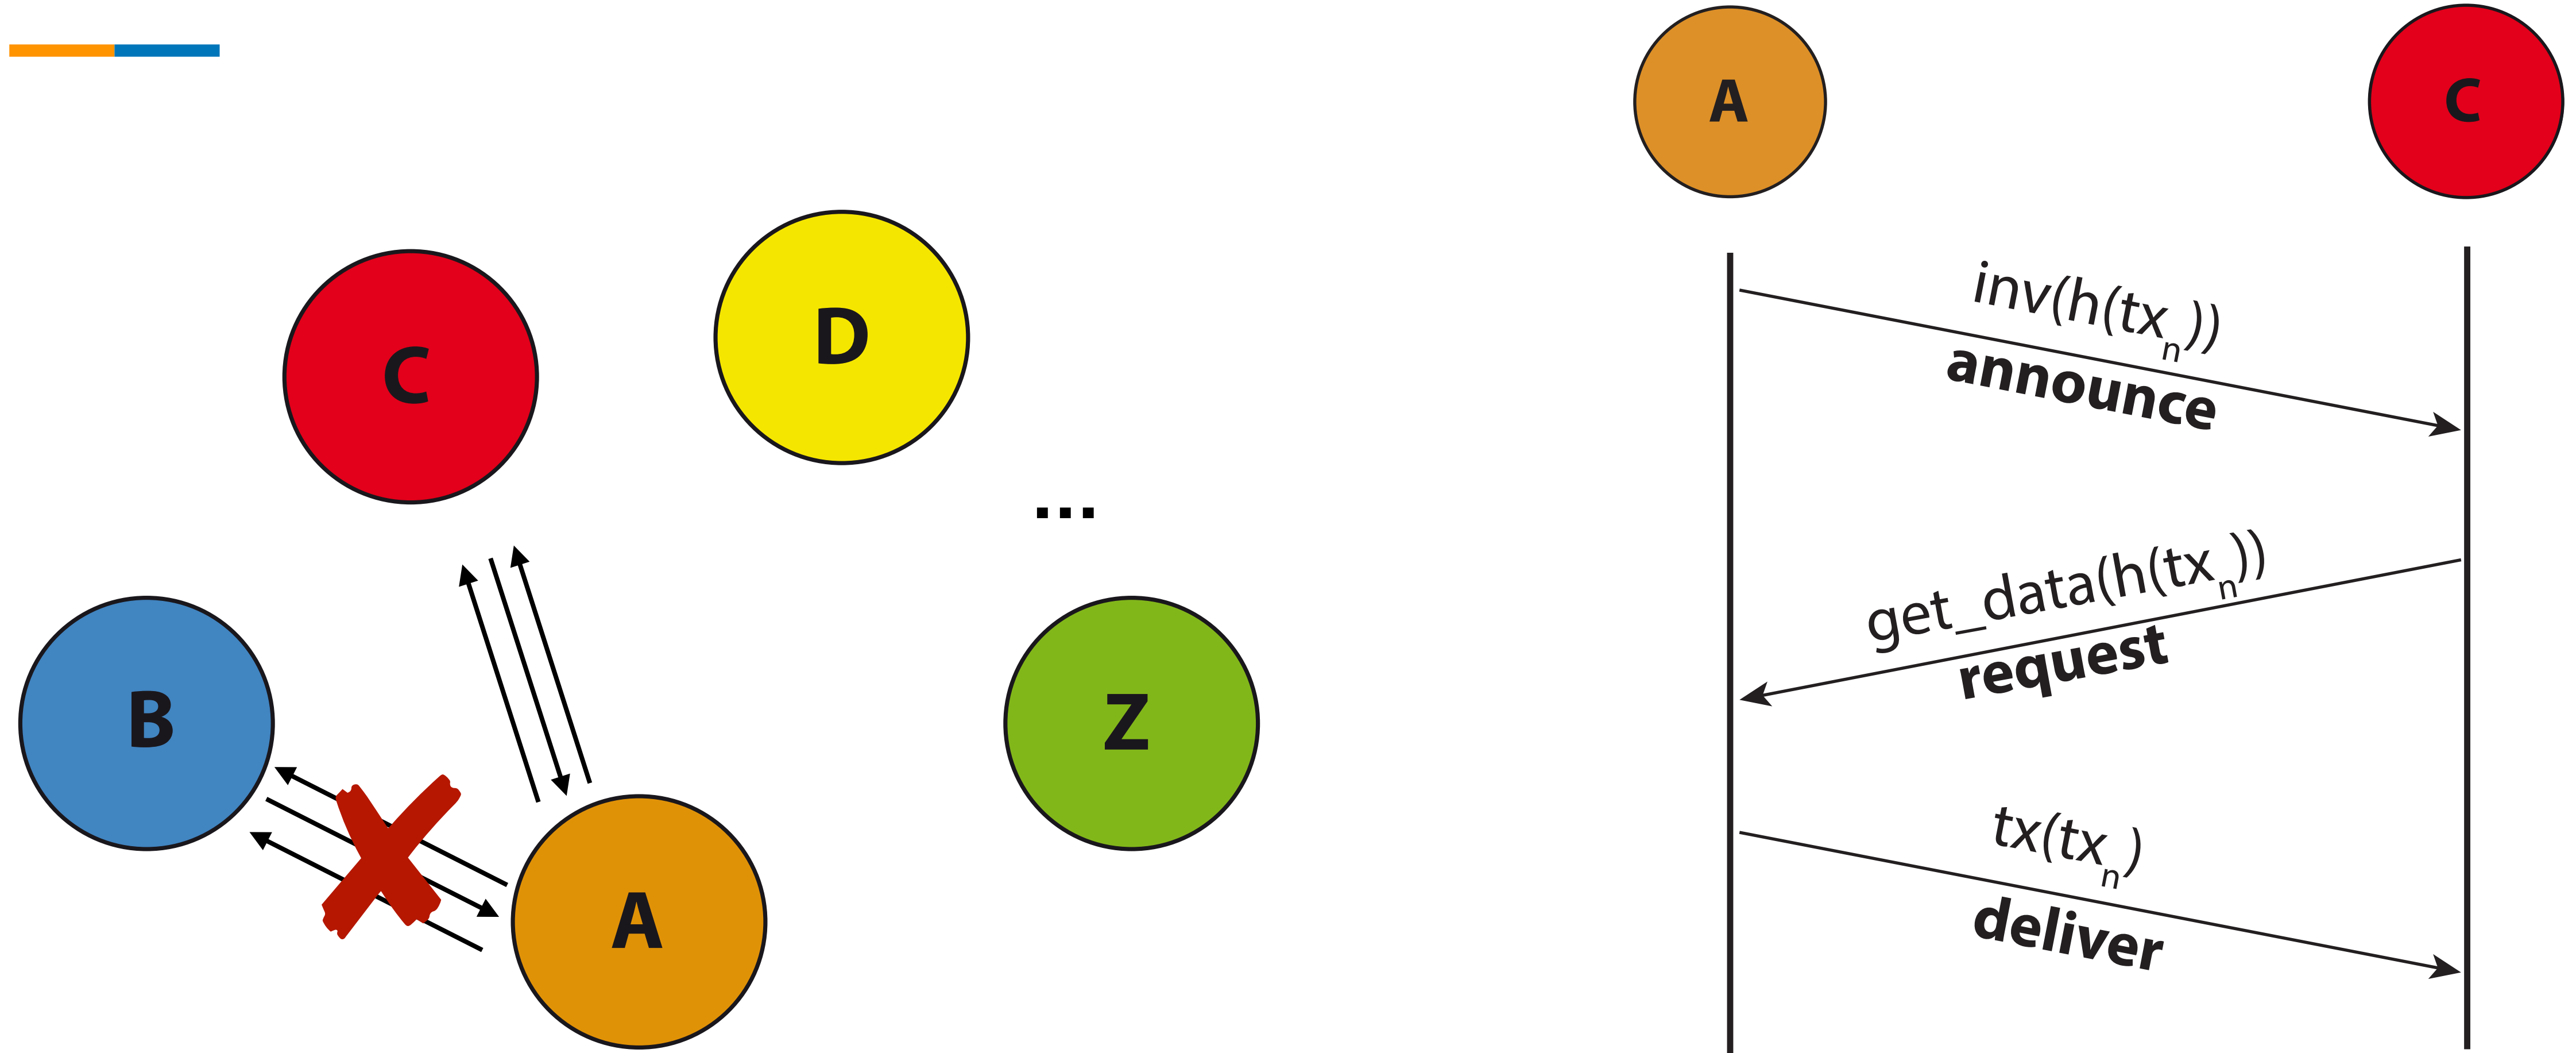 C
D
...
B
Z
A
A
C
inv(h(txn))
announce
get_data(h(txn))
request
tx(txn)
deliver